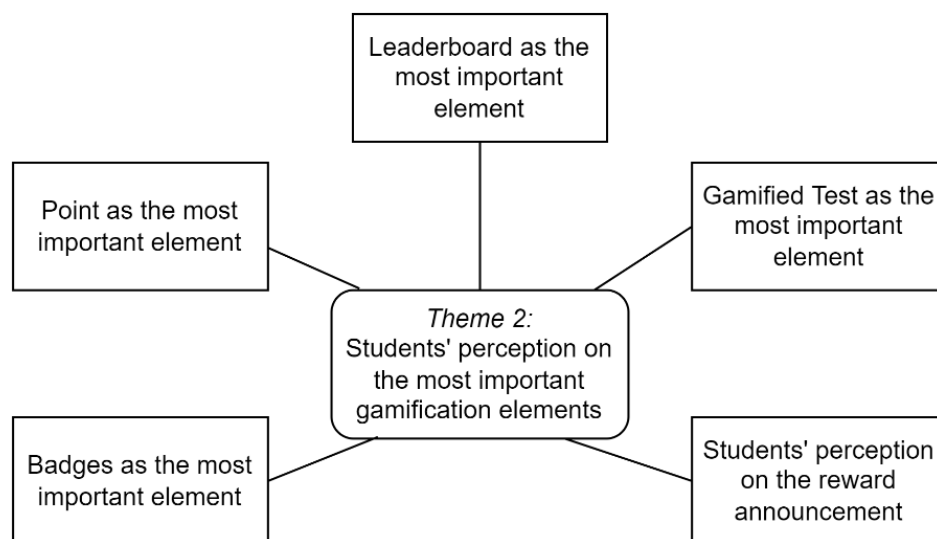 Leaderboard as the
most important
element
Point as the most
important element
Gamified Test as the
most important
element
Theme 2:
Students' perception on
the most important
gamification elements
Badges as the most
important element
Students' perception
on the reward
announcement